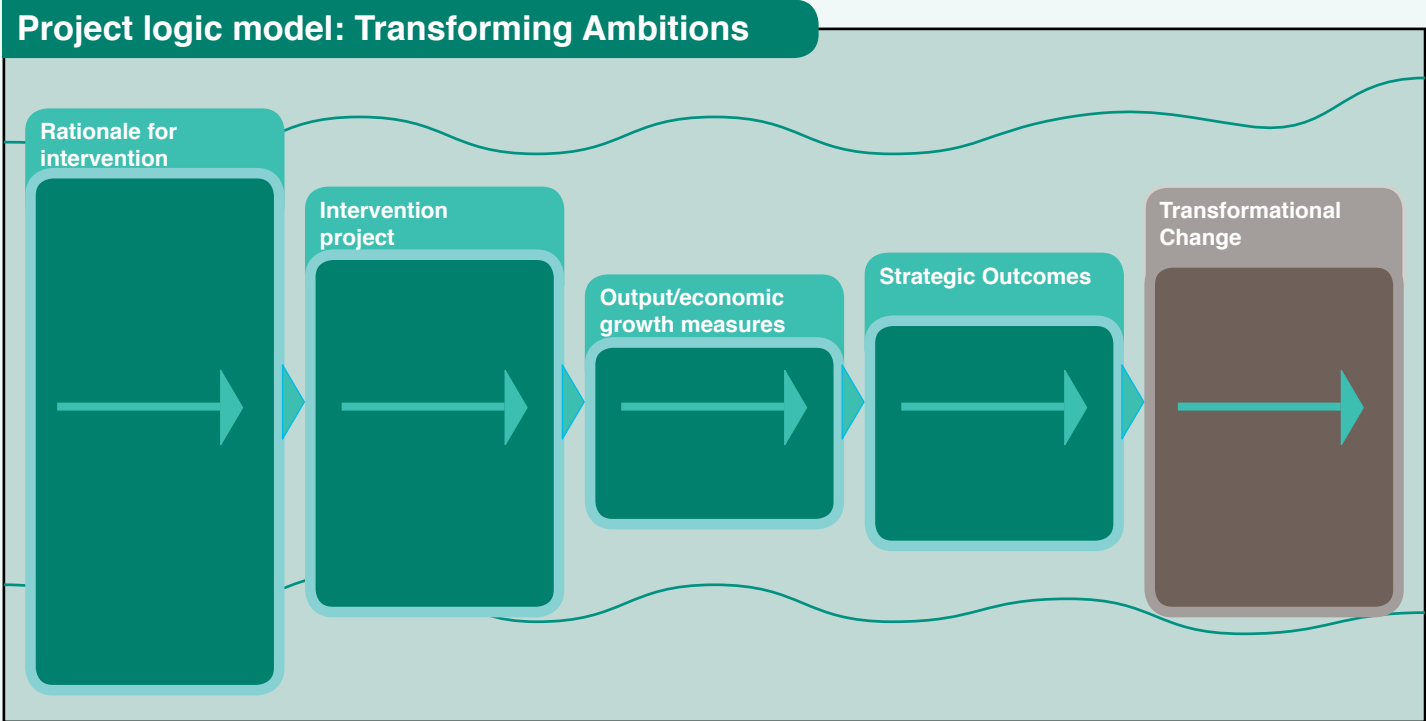 Project logic model: Transforming Ambitions
Rationale for
intervention
Intervention
project
Output/economic
growth measures
Strategic Outcomes
Transformational
Change